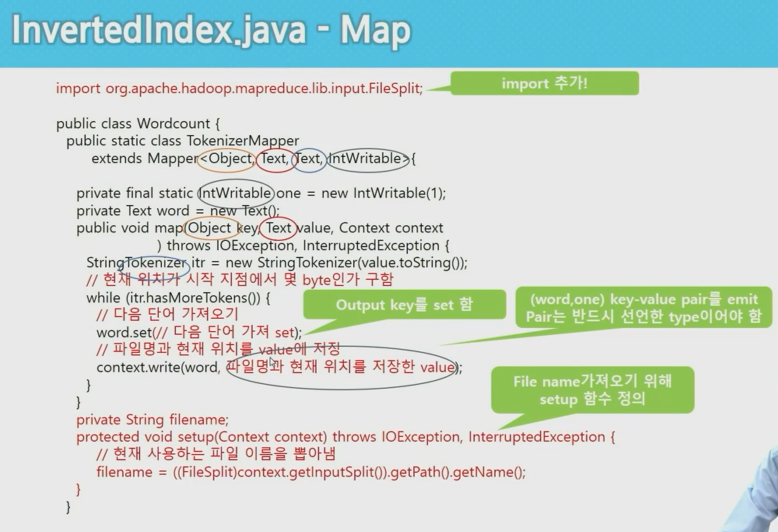 InvertedIndex.java - Map
import org.apache.hadoop.mapreduce.lib.input.FileSplit;
import 추가!
public class Wordcount {
public static class TokenizerMapper
extends Mapper<Object, Text, Text, IntWritable>{
private final static IntWritable one = new IntWritable(1);
private Text word = new Text();
public void map(Object key, Text value, Context context
) throws IOException, InterruptedException {
StringTokenizer itr = new StringTokenizer(value.toString());
// 현재 위치가 시작 지점에서 몇 byte인가 구함
while (itr.hasMoreTokens()) {
// 다음 단어 가져오기
Output key를 set 함
(word,one) key-value pair를 emit
Pair는 반드시 선언한 type이어야 함
word.set(// 다음 단어 가져 set);
// 파일명과 현재 위치를 value에 저장
context.write(word, 파일명과 현재 위치를 저장한 value);
}
}
File name가져오기 위해
setup 함수 정의
private String filename;
protected void setup(Context context) throws IOException, InterruptedException {
// 현재 사용하는 파일 이름을 뽑아냄
filename = ((FileSplit)context.getInputSplit()).getPath().getName();
}
}